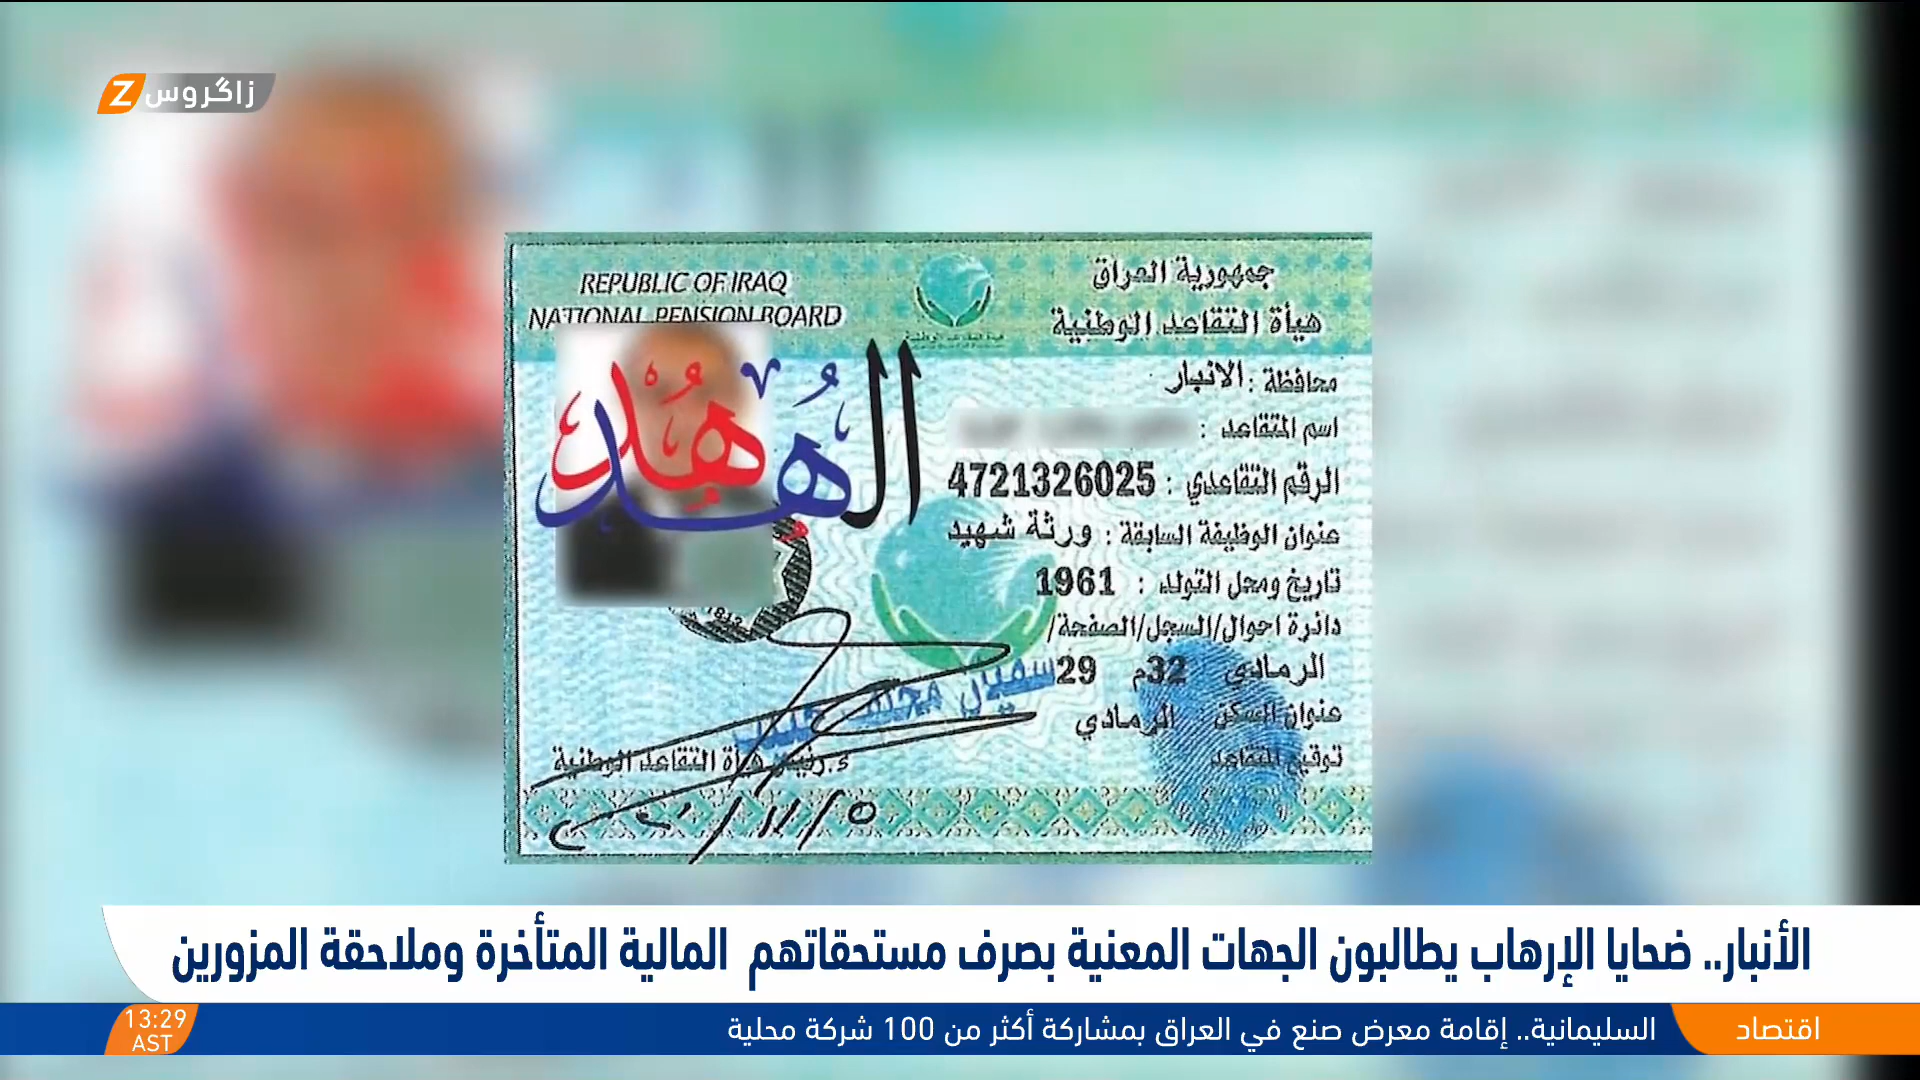 زاگروس Z
REPUBLIC OF IRAQ
NATIONAL PENSION BOARD
جمهورية العراق
هيأة التقاعد الوطنية
محافظة : الانبار
اسم المتقاعد :
الرقم التقاعدي : 4721326025
عنوان الوظيفة السابقة : ورثة شهيد
تاريخ ومحل التولد : 1961
دائرة احوال/السجل/الصفحة/
الرمادي 32م 29
عنوان السكن : الرمادي
توقيع المتقاعد
الهدهد
رئيس هيأة التقاعد الوطنية
الأنبار.. ضحايا الإرهاب يطالبون الجهات المعنية بصرف مستحقاتهم المالية المتأخرة وملاحقة المزورين
اقتصاد
السليمانية.. إقامة معرض صنع في العراق بمشاركة أكثر من 100 شركة محلية
13:29
AST